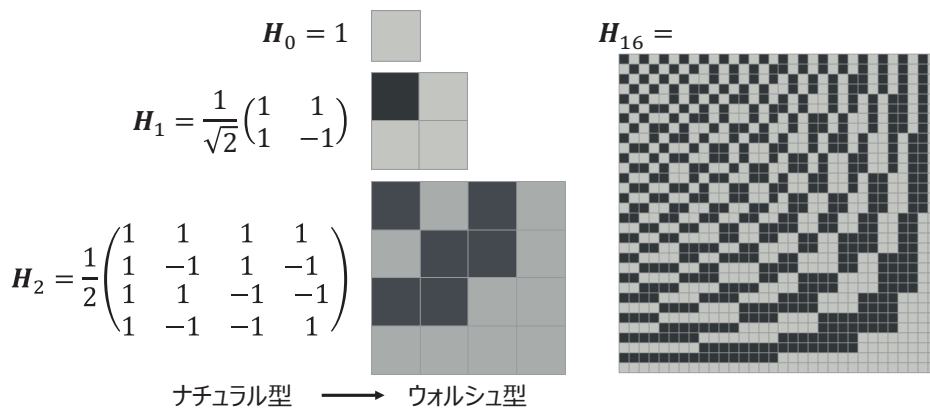 𝑯₀ = 1
𝑯₁ = 1/√2 (1 1
1 −1)
𝑯₂ = 1/2 (1 1 1 1
1 −1 1 −1
1 1 −1 −1
1 −1 −1 1)
ナチュラル型 → ウォルシュ型
𝑯₁₆ =